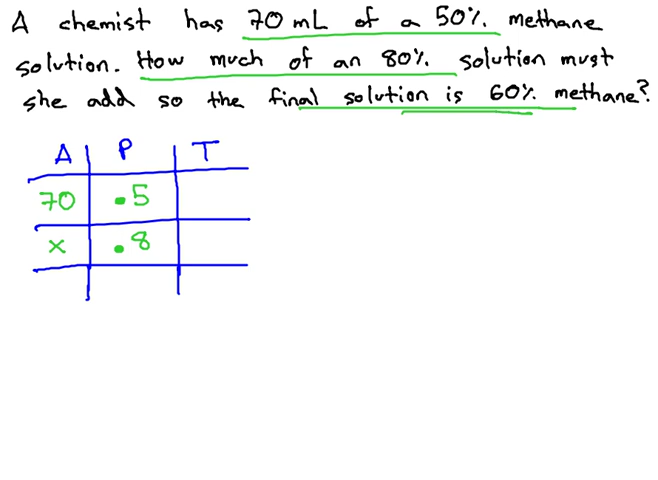 A chemist has 70 mL of a 50% methane
solution. How much of an 80% solution must
she add so the final solution is 60% methane?
A P T
70 .5
x .8